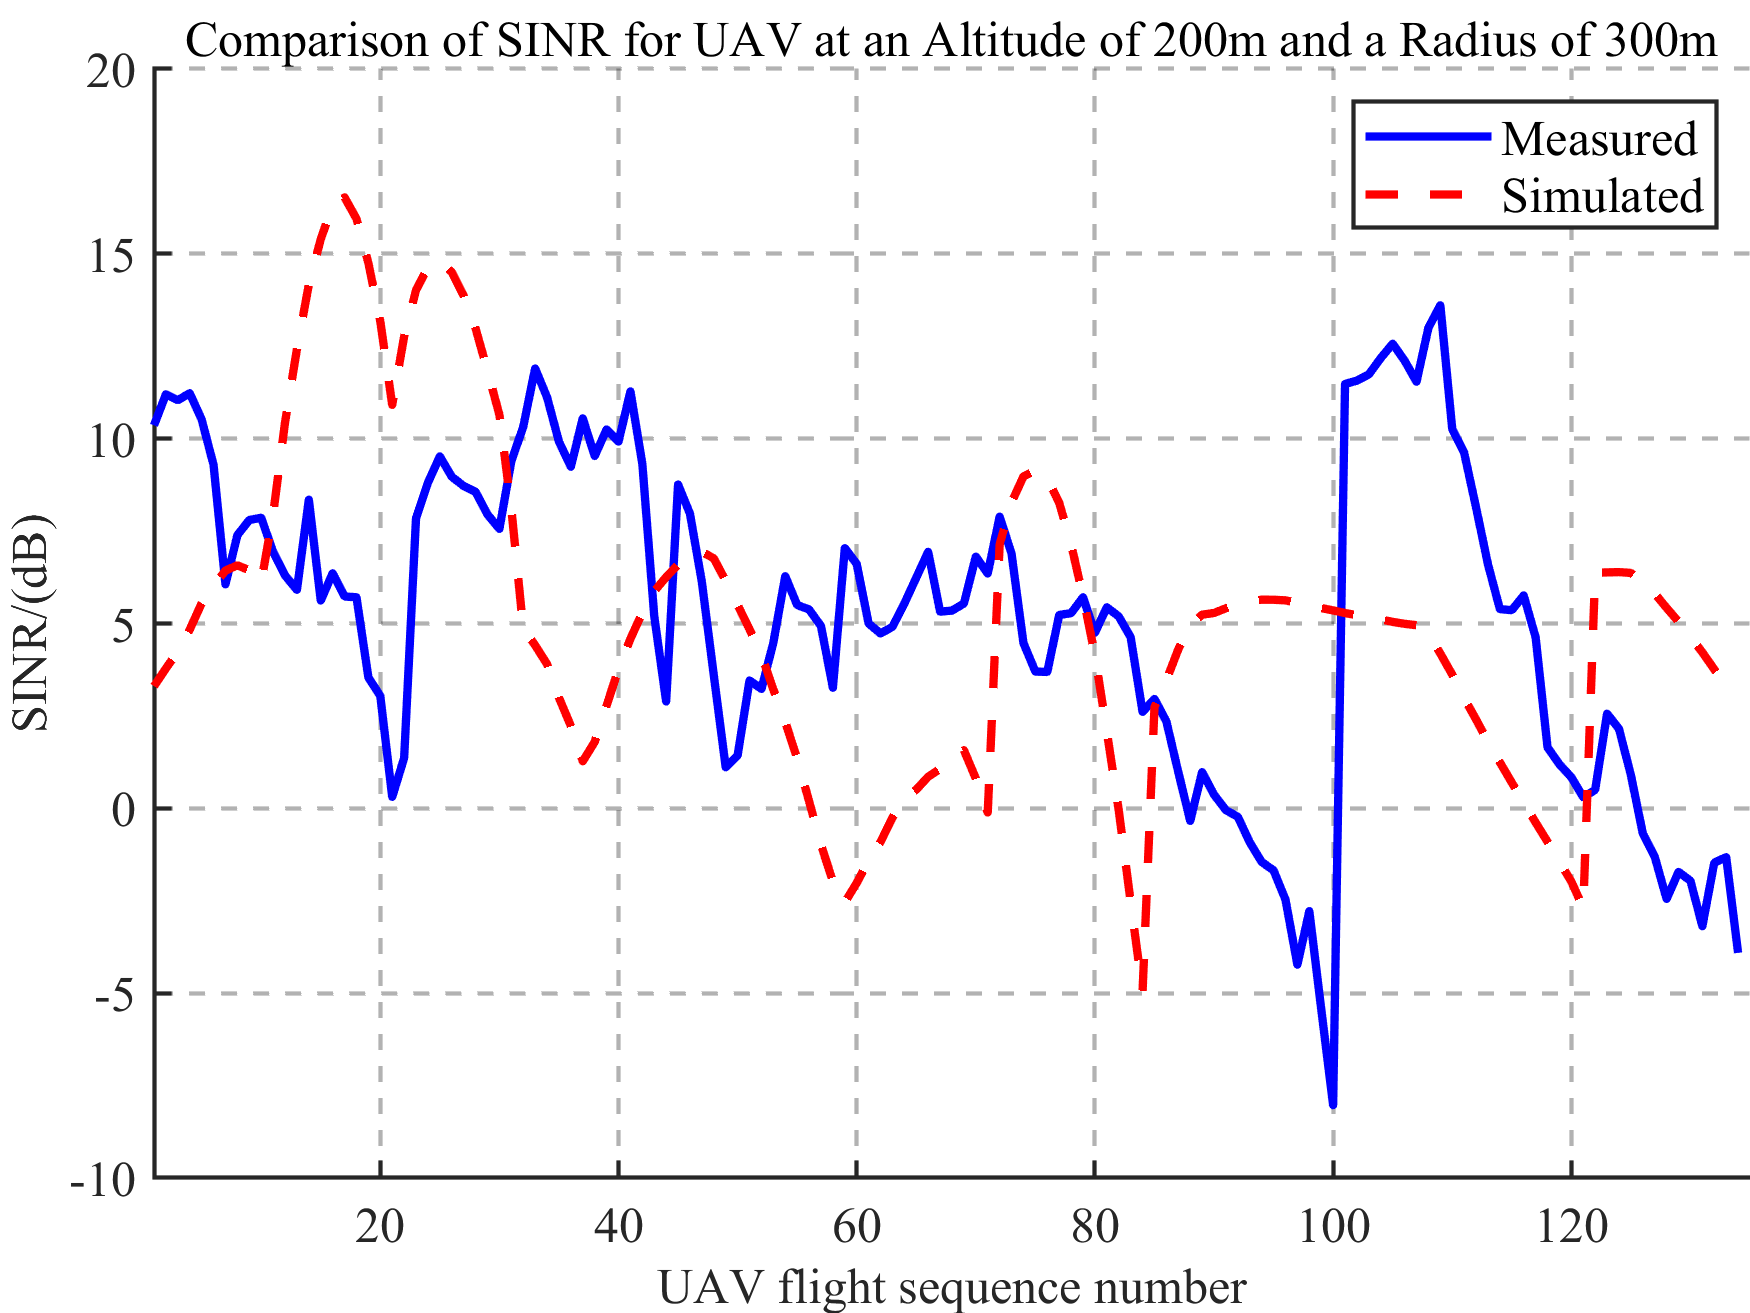 Comparison of SINR for UAV at an Altitude of 200m and a Radius of 300m
20
15
10
5
0
-5
-10
SINR/(dB)
Measured
Simulated
20 40 60 80 100 120
UAV flight sequence number